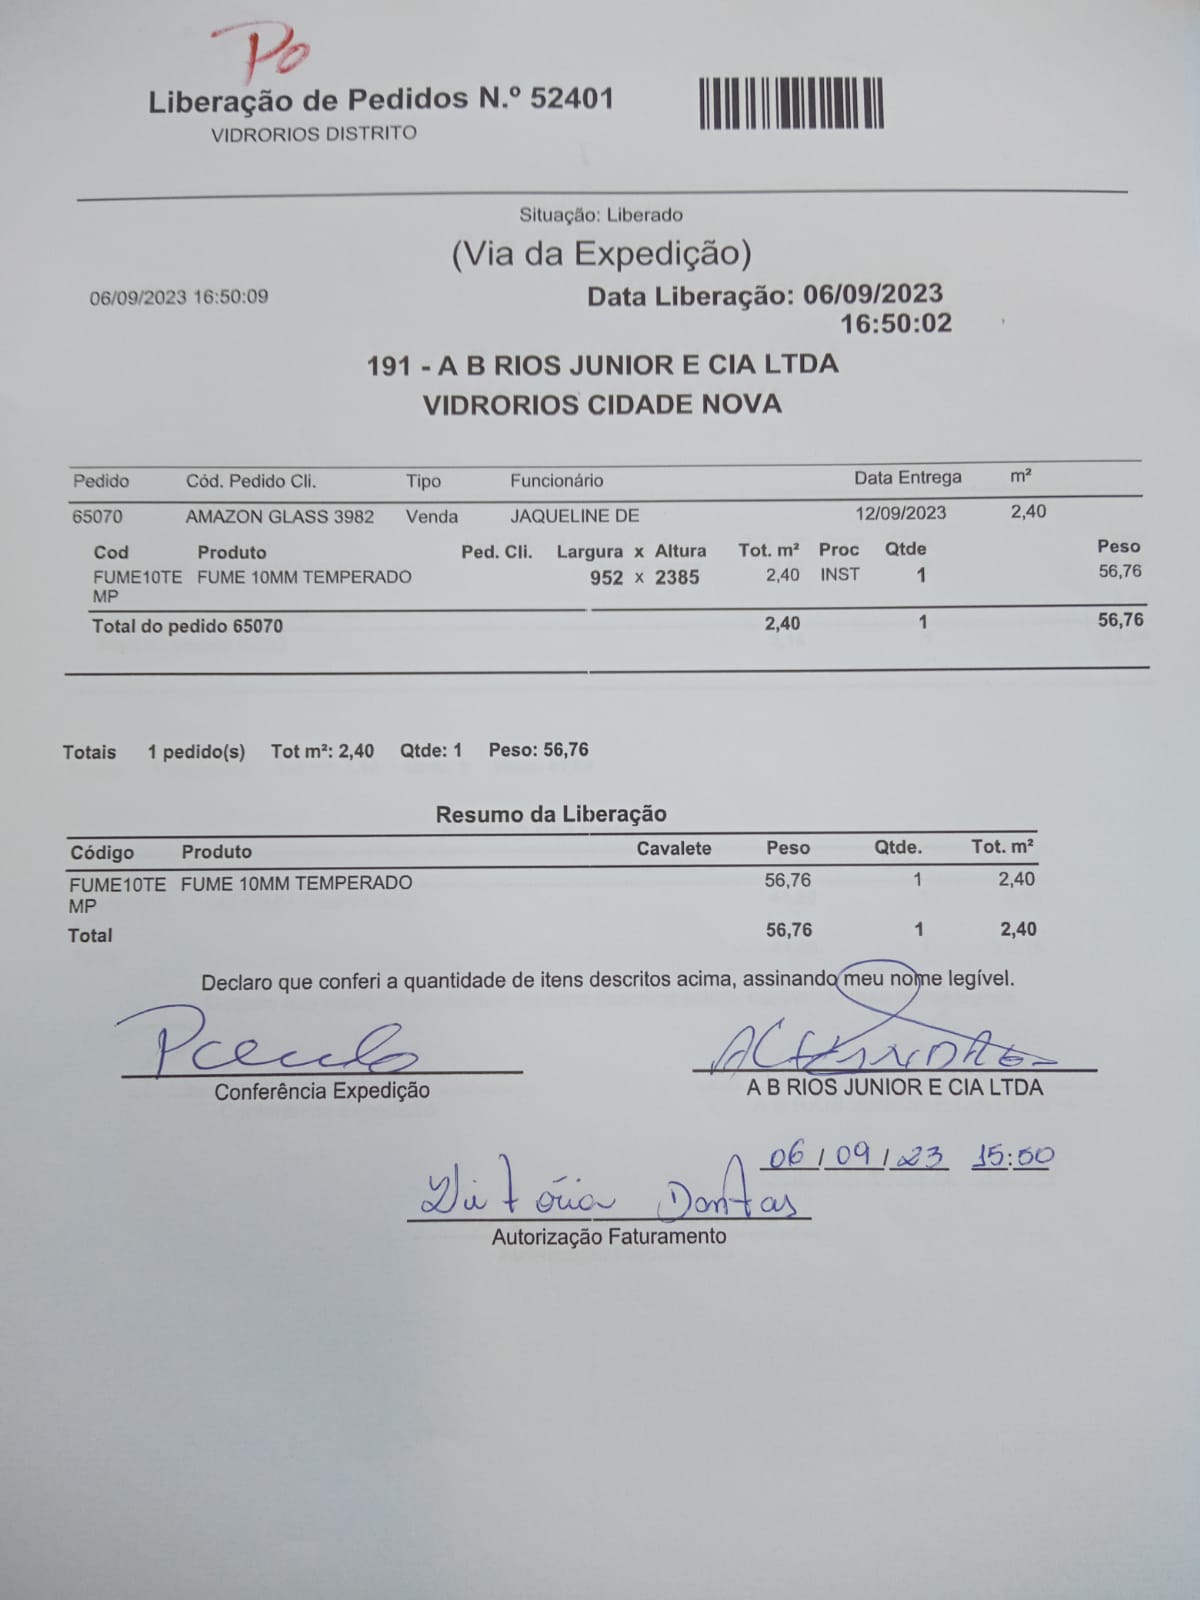 Po
Liberação de Pedidos N.º 52401
VIDRORIOS DISTRITO
Situação: Liberado
(Via da Expedição)
06/09/2023 16:50:09
Data Liberação: 06/09/2023
16:50:02
191 - A B RIOS JUNIOR E CIA LTDA
VIDRORIOS CIDADE NOVA
Pedido Cód. Pedido Cli. Tipo Funcionário Data Entrega m²
65070 AMAZON GLASS 3982 Venda JAQUELINE DE 12/09/2023 2,40
Cod Produto Ped. Cli. Largura x Altura Tot. m² Proc Qtde Peso
FUME10TE FUME 10MM TEMPERADO 952 x 2385 2,40 INST 1 56,76
MP
Total do pedido 65070 2,40 1 56,76
Totais 1 pedido(s) Tot m²: 2,40 Qtde: 1 Peso: 56,76
Resumo da Liberação
Código Produto Cavalete Peso Qtde. Tot. m²
FUME10TE FUME 10MM TEMPERADO 56,76 1 2,40
MP
Total 56,76 1 2,40
Declaro que conferi a quantidade de itens descritos acima, assinando meu nome legível.
Conferência Expedição
A B RIOS JUNIOR E CIA LTDA
06/09/23 15:50
Vitória Dantas
Autorização Faturamento